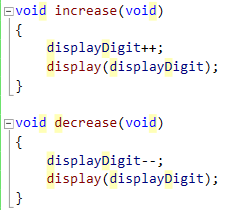 void increase(void)
{
displayDigit++;
display(displayDigit);
}
void decrease(void)
{
displayDigit--;
display(displayDigit);
}